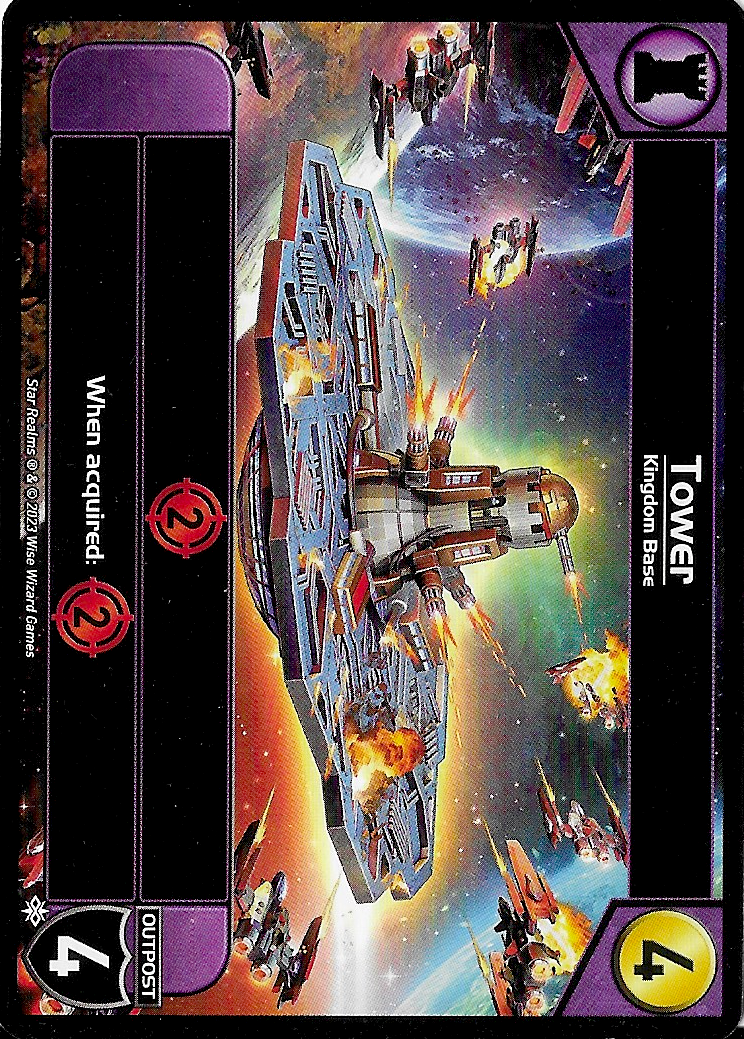 Tower
Kingdom Base
4
2
When acquired: 2
OUTPOST
4
Star Realms ® & © 2023 Wise Wizard Games